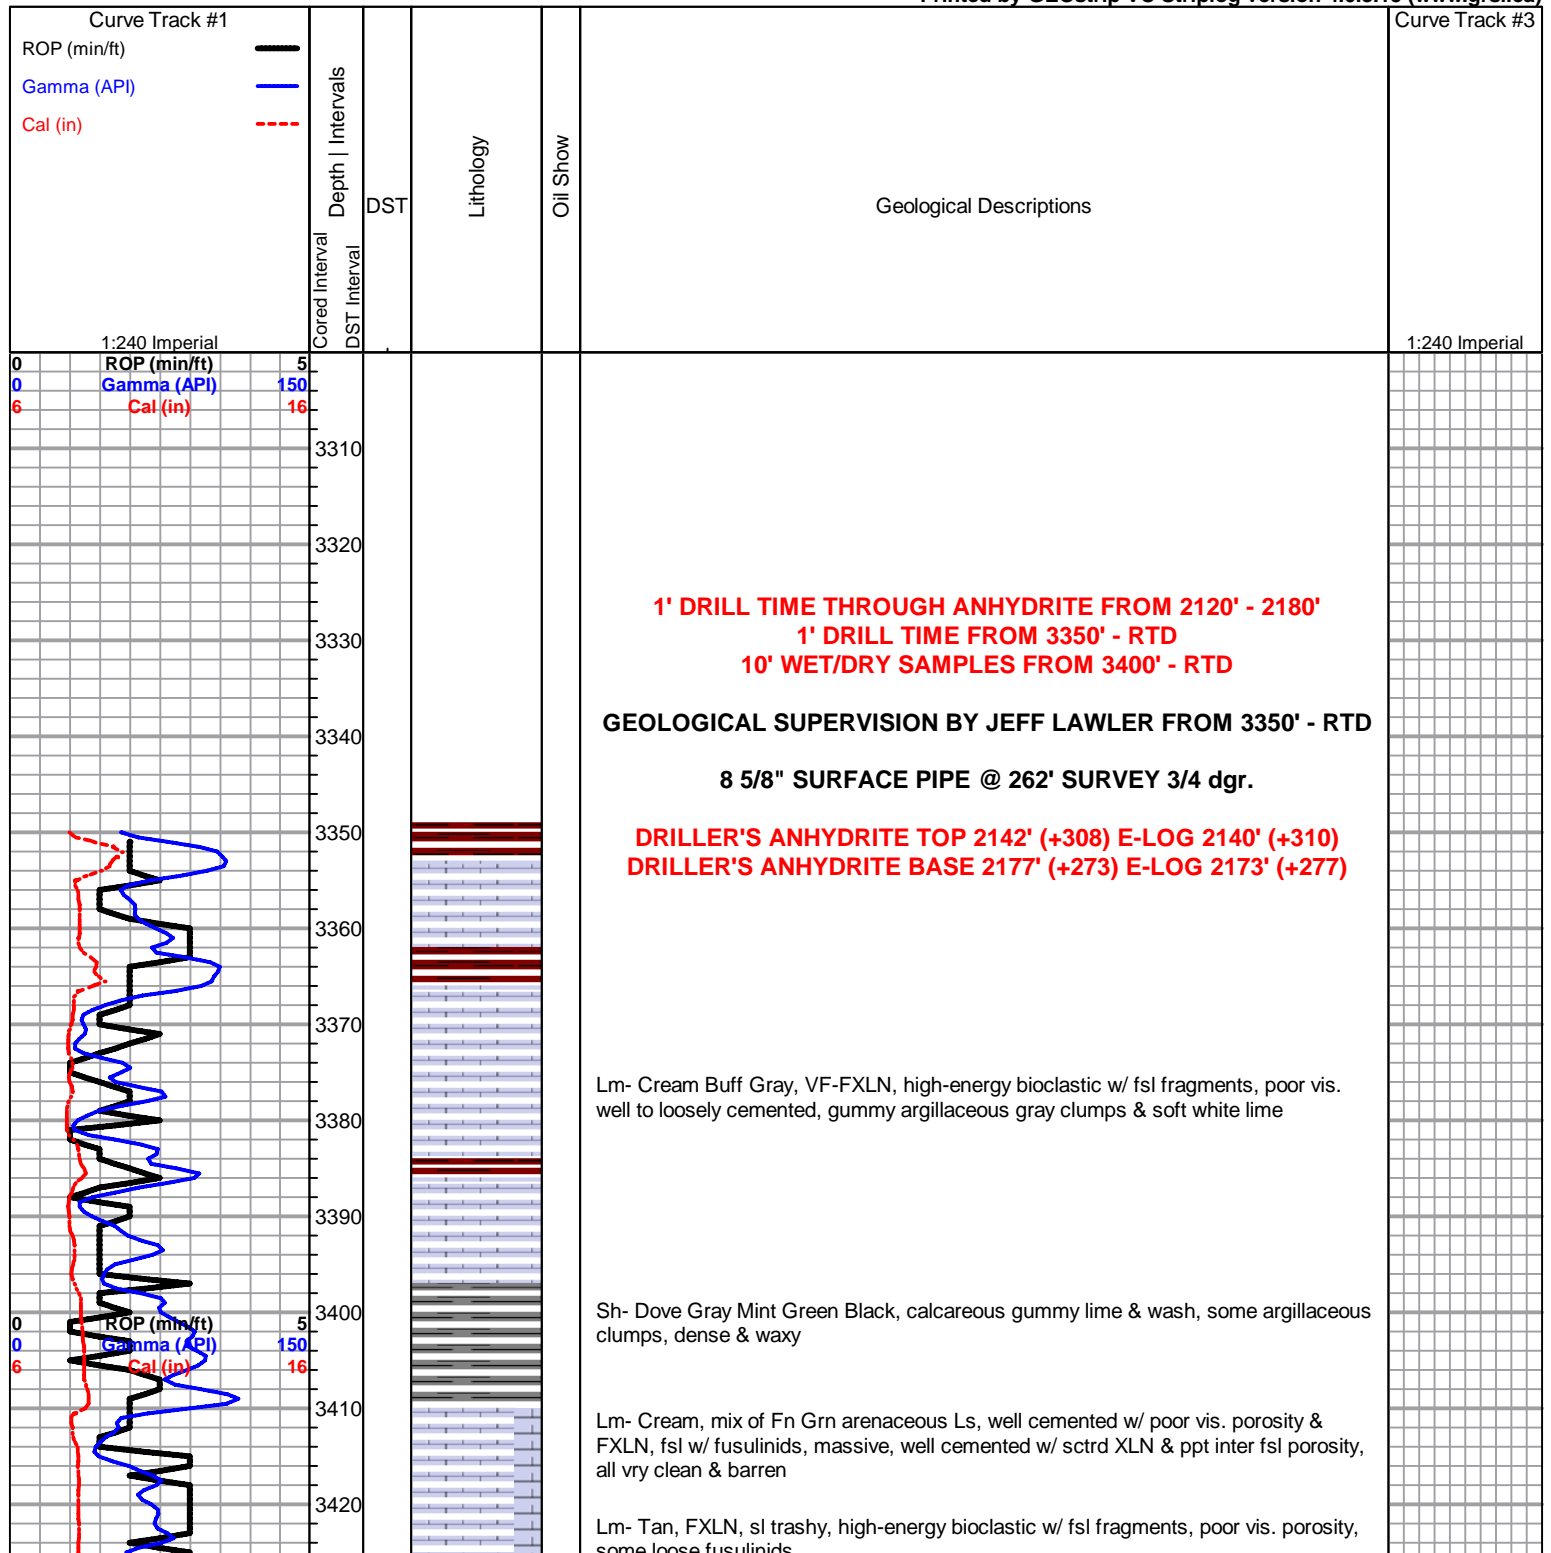 Curve Track #1
ROP (min/ft)
Gamma (API)
Cal (in)
1:240 Imperial
Cored Interval
Depth | Intervals
DST Interval
DST
Lithology
Oil Show
Geological Descriptions
Curve Track #3
1:240 Imperial
0 ROP (min/ft) 5
0 Gamma (API) 150
6 Cal (in) 16
3310
3320
3330
3340
3350
3360
3370
3380
3390
3400
0 ROP (min/ft) 5
0 Gamma (API) 150
6 Cal (in) 16
3410
3420
1' DRILL TIME THROUGH ANHYDRITE FROM 2120' - 2180'
1' DRILL TIME FROM 3350' - RTD
10' WET/DRY SAMPLES FROM 3400' - RTD
GEOLOGICAL SUPERVISION BY JEFF LAWLER FROM 3350' - RTD
8 5/8" SURFACE PIPE @ 262' SURVEY 3/4 dgr.
DRILLER'S ANHYDRITE TOP 2142' (+308) E-LOG 2140' (+310)
DRILLER'S ANHYDRITE BASE 2177' (+273) E-LOG 2173' (+277)
Lm- Cream Buff Gray, VF-FXLN, high-energy bioclastic w/ fsl fragments, poor vis.
well to loosely cemented, gummy argillaceous gray clumps & soft white lime
Sh- Dove Gray Mint Green Black, calcareous gummy lime & wash, some argillaceous
clumps, dense & waxy
Lm- Cream, mix of Fn Grn arenaceous Ls, well cemented w/ poor vis. porosity &
FXLN, fsl w/ fusulinids, massive, well cemented w/ sctrd XLN & ppt inter fsl porosity,
all vry clean & barren
Lm- Tan, FXLN, sl trashy, high-energy bioclastic w/ fsl fragments, poor vis. porosity,
some loose fusulinids